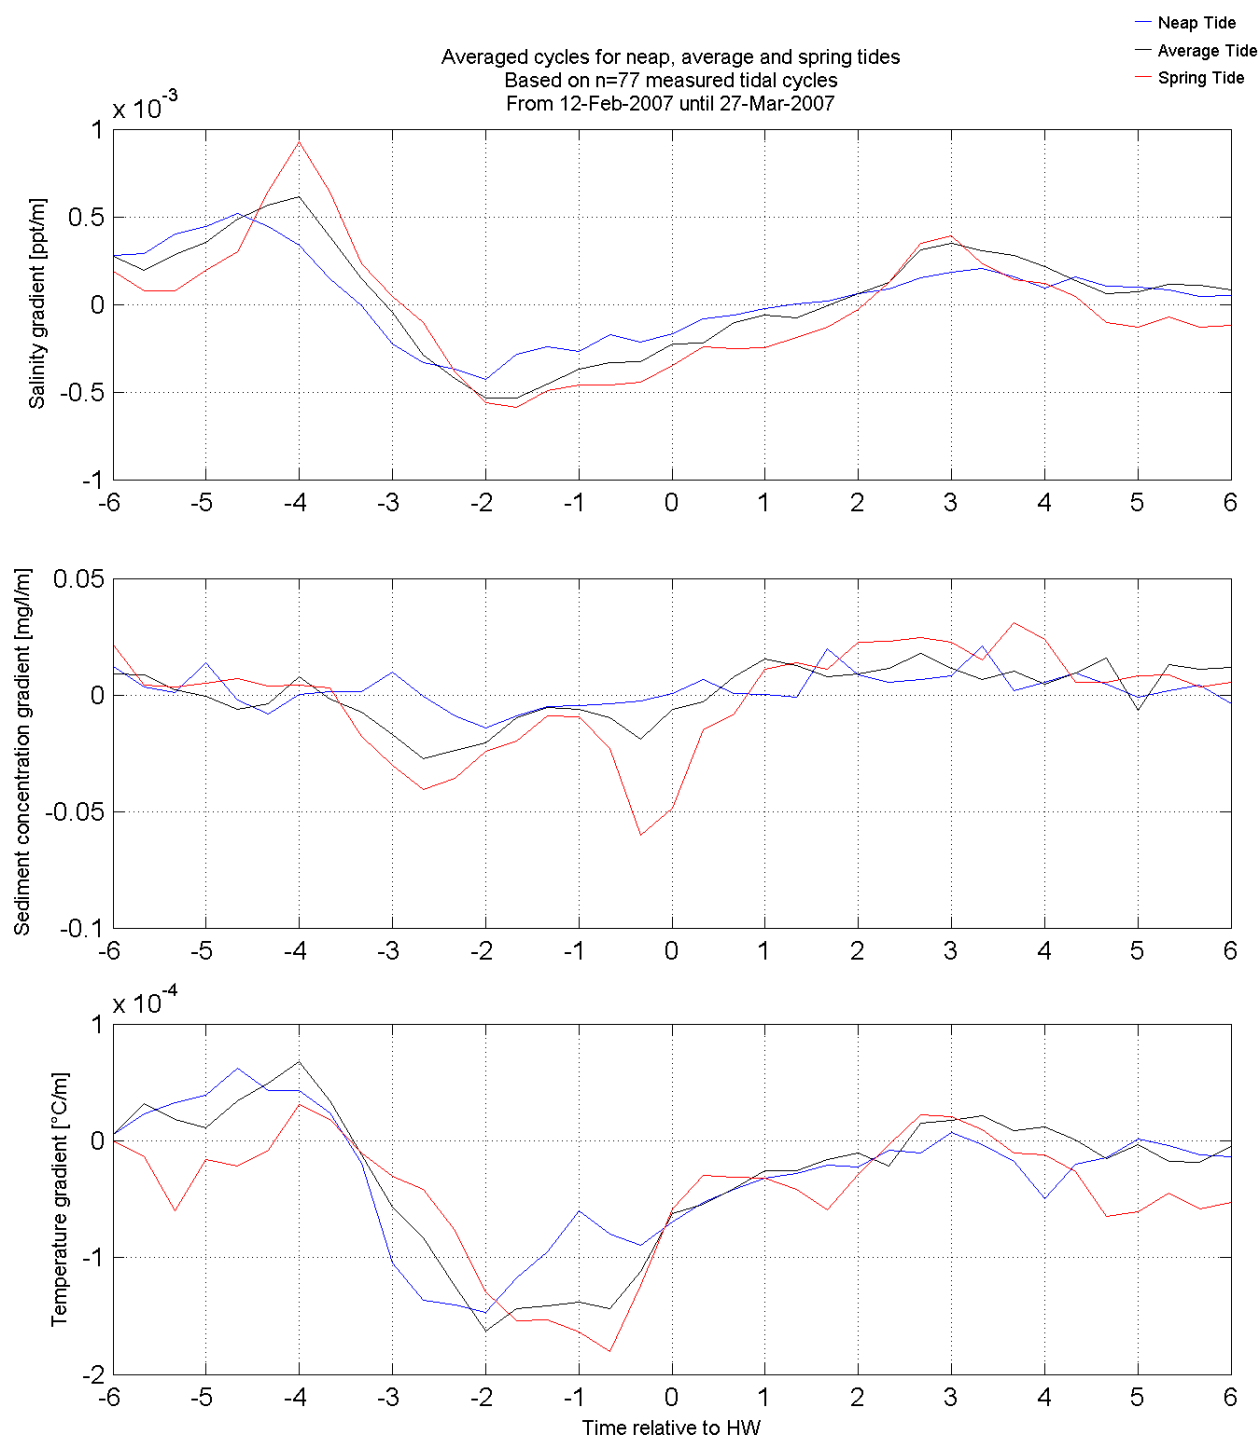 Neap Tide
Average Tide
Spring Tide
Averaged cycles for neap, average and spring tides
Based on n=77 measured tidal cycles
From 12-Feb-2007 until 27-Mar-2007
x 10^-3
1
0.5
0
-0.5
-1
Salinity gradient [ppt/m]
-6 -5 -4 -3 -2 -1 0 1 2 3 4 5 6
0.05
0
-0.05
-0.1
Sediment concentration gradient [mg/l/m]
-6 -5 -4 -3 -2 -1 0 1 2 3 4 5 6
x 10^-4
1
0
-1
-2
Temperature gradient [°C/m]
-6 -5 -4 -3 -2 -1 0 1 2 3 4 5 6
Time relative to HW